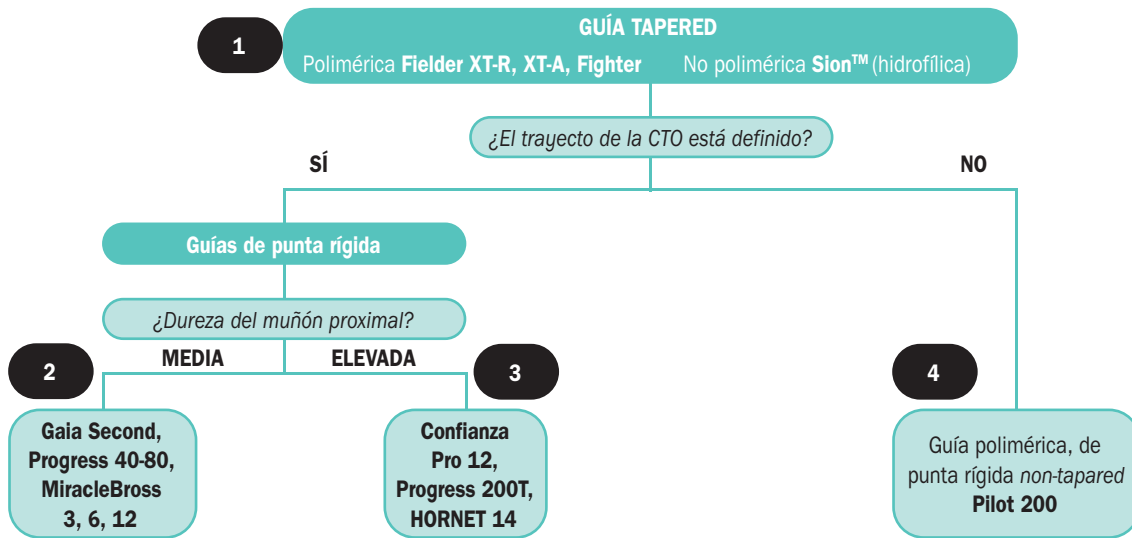 1
GUÍA TAPERED
Polimérica Fielder XT-R, XT-A, Fighter No polimérica Sion™ (hidrofílica)
¿El trayecto de la CTO está definido?
SÍ
NO
Guías de punta rígida
¿Dureza del muñón proximal?
MEDIA
ELEVADA
2
3
4
Gaia Second,
Progress 40-80,
MiracleBross
3, 6, 12
Confianza
Pro 12,
Progress 200T,
HORNET 14
Guía polimérica, de
punta rígida non-tapared
Pilot 200